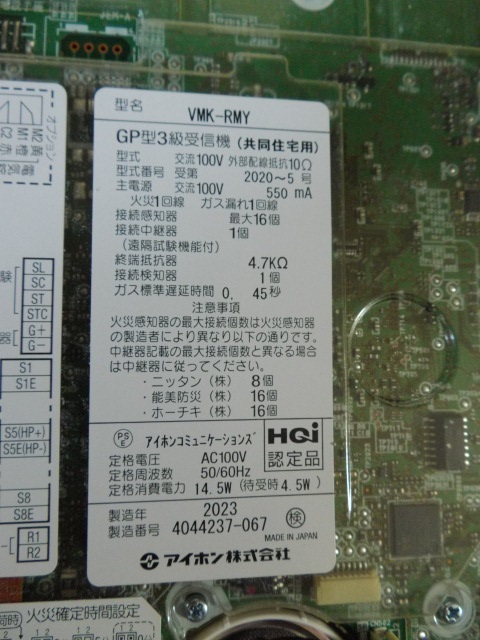 型名 VMK-RMY
GP型3級受信機 (共同住宅用)
型式 交流100V 外部配線抵抗10Ω
型式番号 受第 2020～5 号
主電源 交流100V 550 mA
火災1回線 ガス漏れ1回線
接続感知器 最大16個
接続中継器 1個
(遠隔試験機能付)
終端抵抗器 4.7KΩ
接続検知器 1個
ガス標準遅延時間 0、45秒
注意事項
火災感知器の最大接続個数は火災感知器
の製造者により異なり以下の通りです。
中継器記載の最大個数と異なる場合
は中継器に従ってください。
・ニッタン(株) 8個
・能美防災(株) 16個
・ホーチキ(株) 16個
PSE アイホンコミュニケーションズ
HQi 認定品
定格電圧 AC100V
定格周波数 50/60Hz
定格消費電力 14.5W (待受時4.5W)
製造年 2023
製造番号 4044237-067
検
MADE IN JAPAN
アイホン株式会社
オプション
M2
M1
SL
SC
ST
STC
G+
G-
S1
S1E
S5(HP+)
S5E(HP-)
S8
S8E
R1
R2
火災確定時間設定